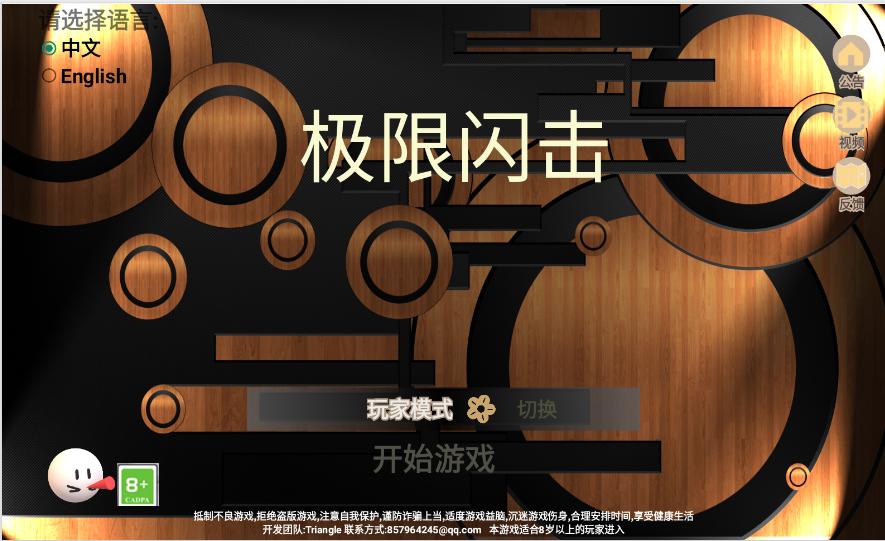 请选择语言:
中文
English
极限闪击
公告
视频
反馈
玩家模式 切换
开始游戏
8+
CADPA
抵制不良游戏,拒绝盗版游戏,注意自我保护,谨防诈骗上当,适度游戏益脑,沉迷游戏伤身,合理安排时间,享受健康生活
开发团队:Triangle 联系方式:857964245@qq.com 本游戏适合8岁以上的玩家进入